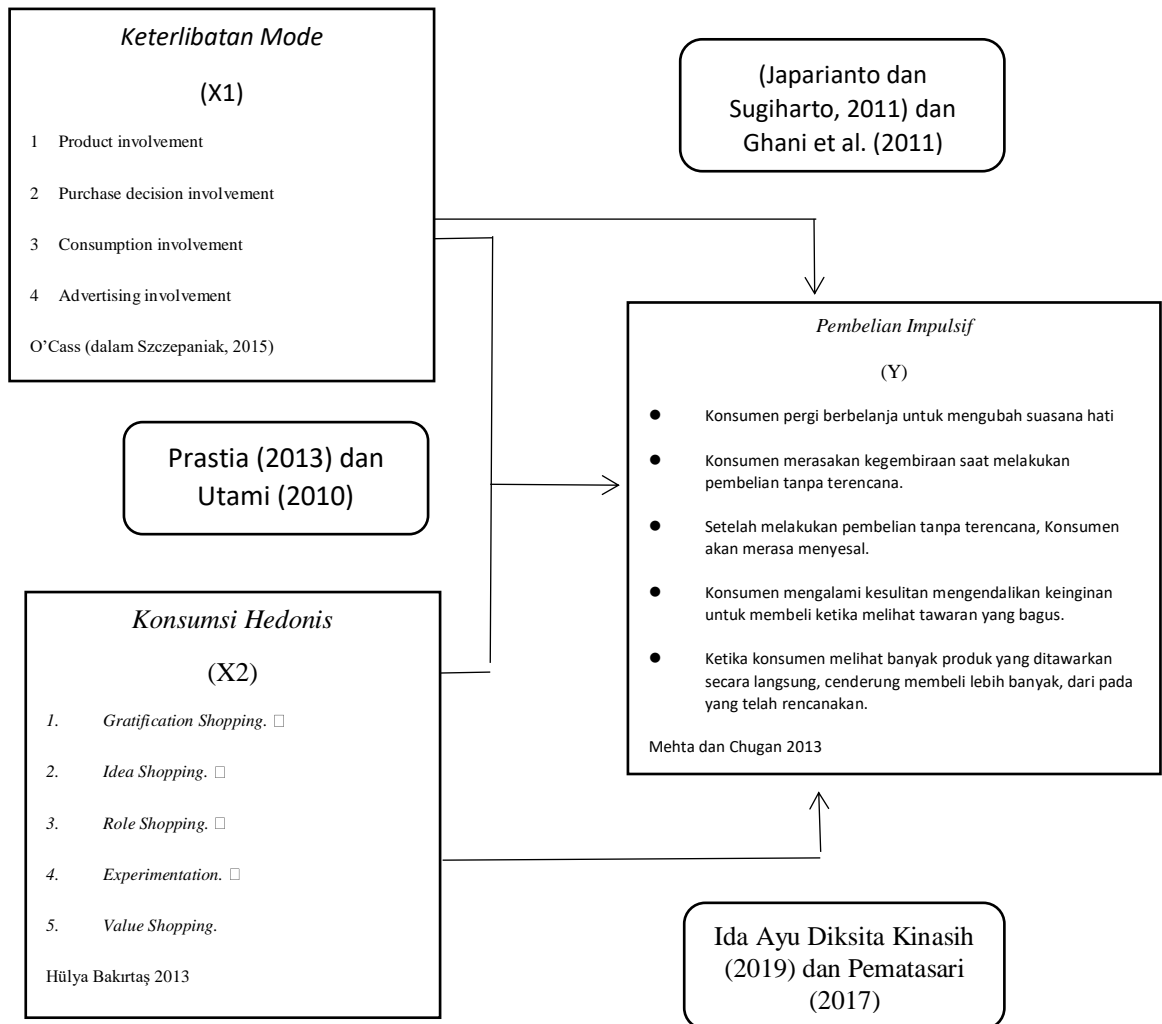 Keterlibatan Mode
(X1)
1 Product involvement
2 Purchase decision involvement
3 Consumption involvement
4 Advertising involvement
O’Cass (dalam Szczepaniak, 2015)
(Japarianto dan
Sugiharto, 2011) dan
Ghani et al. (2011)
Prastia (2013) dan
Utami (2010)
Pembelian Impulsif
(Y)
● Konsumen pergi berbelanja untuk mengubah suasana hati
● Konsumen merasakan kegembiraan saat melakukan
pembelian tanpa terencana.
● Setelah melakukan pembelian tanpa terencana, Konsumen
akan merasa menyesal.
● Konsumen mengalami kesulitan mengendalikan keinginan
untuk membeli ketika melihat tawaran yang bagus.
● Ketika konsumen melihat banyak produk yang ditawarkan
secara langsung, cenderung membeli lebih banyak, dari pada
yang telah rencanakan.
Mehta dan Chugan 2013
Konsumsi Hedonis
(X2)
1. Gratification Shopping. □
2. Idea Shopping. □
3. Role Shopping. □
4. Experimentation. □
5. Value Shopping.
Hülya Bakırtaş 2013
Ida Ayu Diksita Kinasih
(2019) dan Pematasari
(2017)